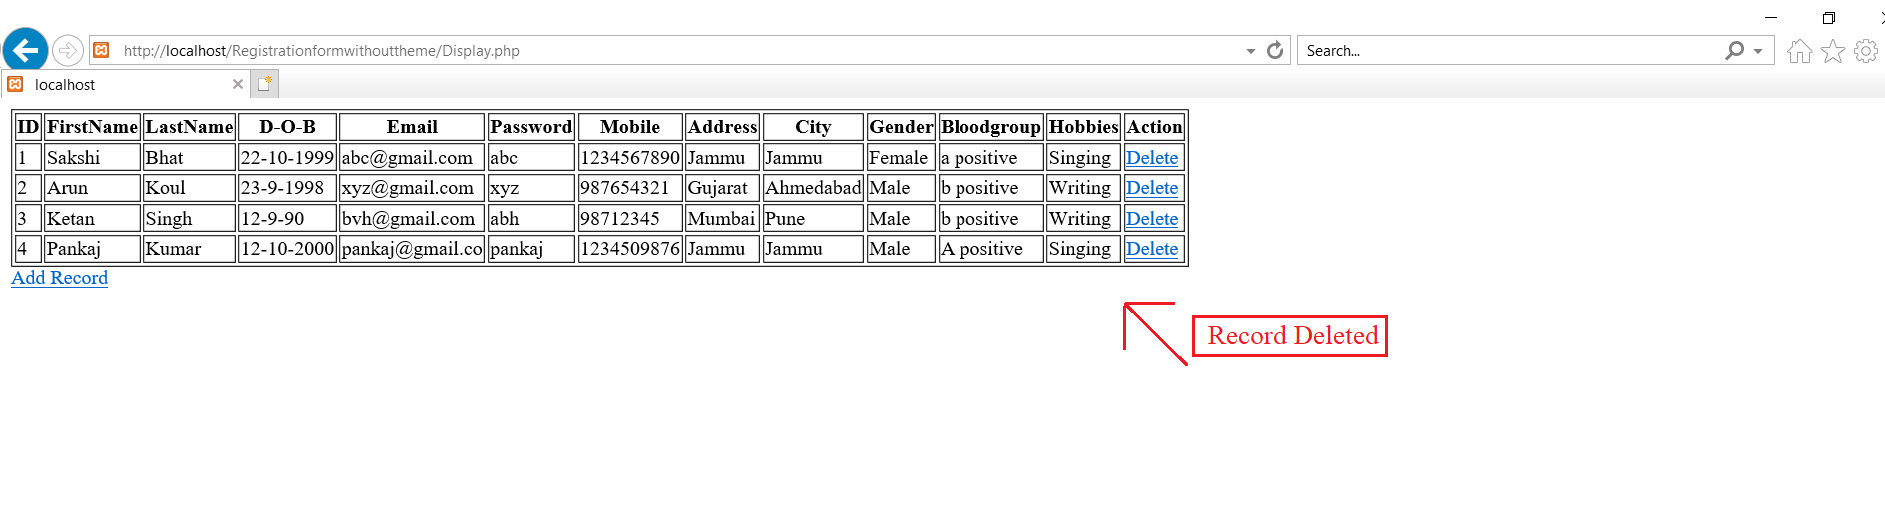 http://localhost/Registrationformwithouttheme/Display.php
Search...
localhost
ID FirstName LastName D-O-B Email Password Mobile Address City Gender Bloodgroup Hobbies Action
1 Sakshi Bhat 22-10-1999 abc@gmail.com abc 1234567890 Jammu Jammu Female a positive Singing Delete
2 Arun Koul 23-9-1998 xyz@gmail.com xyz 987654321 Gujarat Ahmedabad Male b positive Writing Delete
3 Ketan Singh 12-9-90 bvh@gmail.com abh 98712345 Mumbai Pune Male b positive Writing Delete
4 Pankaj Kumar 12-10-2000 pankaj@gmail.co pankaj 1234509876 Jammu Jammu Male A positive Singing Delete
Add Record
Record Deleted